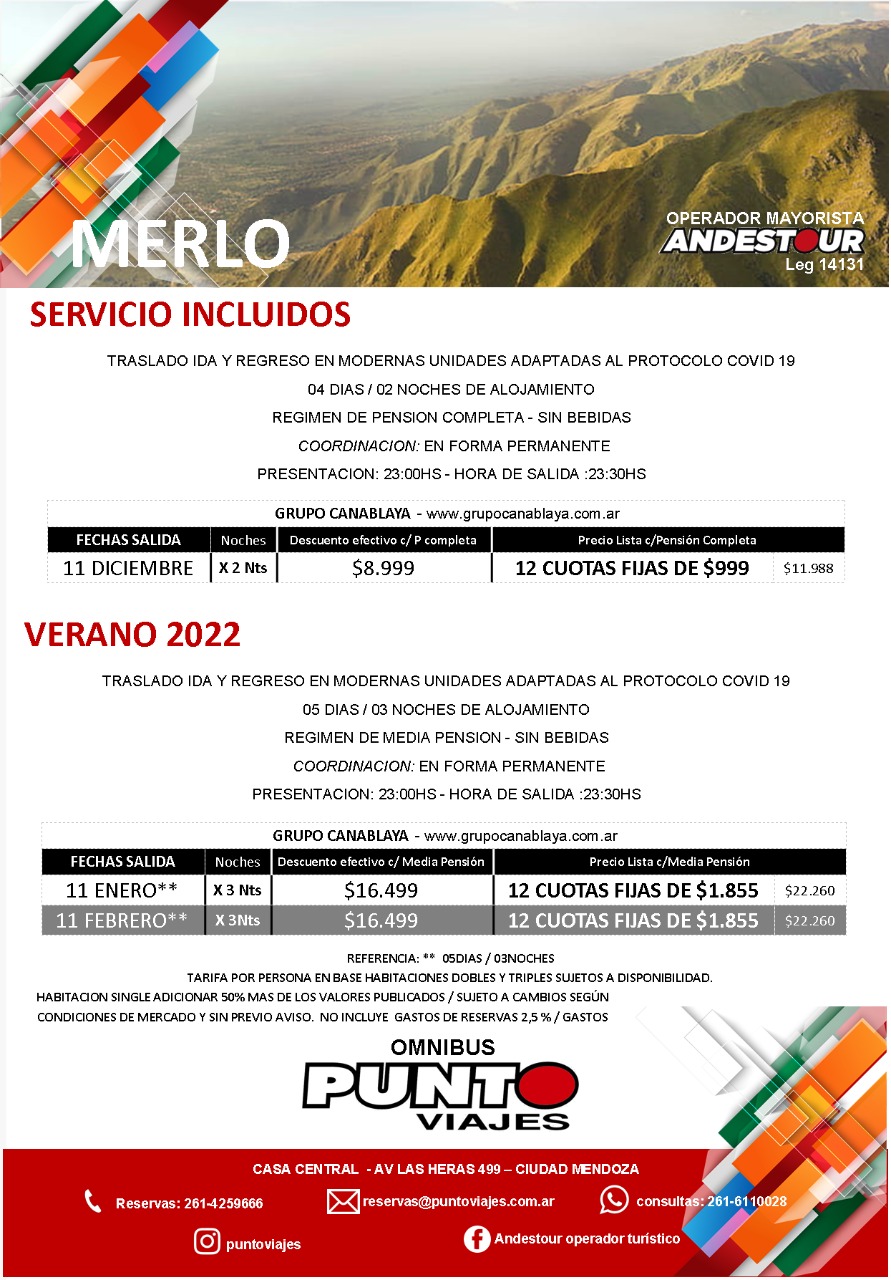 MERLO
OPERADOR MAYORISTA
ANDESTOUR
Leg 14131
SERVICIO INCLUIDOS
TRASLADO IDA Y REGRESO EN MODERNAS UNIDADES ADAPTADAS AL PROTOCOLO COVID 19
04 DIAS / 02 NOCHES DE ALOJAMIENTO
REGIMEN DE PENSION COMPLETA - SIN BEBIDAS
COORDINACION: EN FORMA PERMANENTE
PRESENTACION: 23:00HS - HORA DE SALIDA :23:30HS
GRUPO CANABLAYA - www.grupocanablaya.com.ar
FECHAS SALIDA Noches Descuento efectivo c/ P completa Precio Lista c/Pensión Completa
11 DICIEMBRE X 2 Nts $8.999 12 CUOTAS FIJAS DE $999 $11.988
VERANO 2022
TRASLADO IDA Y REGRESO EN MODERNAS UNIDADES ADAPTADAS AL PROTOCOLO COVID 19
05 DIAS / 03 NOCHES DE ALOJAMIENTO
REGIMEN DE MEDIA PENSION - SIN BEBIDAS
COORDINACION: EN FORMA PERMANENTE
PRESENTACION: 23:00HS - HORA DE SALIDA :23:30HS
GRUPO CANABLAYA - www.grupocanablaya.com.ar
FECHAS SALIDA Noches Descuento efectivo c/ Media Pensión Precio Lista c/Media Pensión
11 ENERO** X 3 Nts $16.499 12 CUOTAS FIJAS DE $1.855 $22.260
11 FEBRERO** X 3Nts $16.499 12 CUOTAS FIJAS DE $1.855 $22.260
REFERENCIA: ** 05DIAS / 03NOCHES
TARIFA POR PERSONA EN BASE HABITACIONES DOBLES Y TRIPLES SUJETOS A DISPONIBILIDAD.
HABITACION SINGLE ADICIONAR 50% MAS DE LOS VALORES PUBLICADOS / SUJETO A CAMBIOS SEGÚN
CONDICIONES DE MERCADO Y SIN PREVIO AVISO. NO INCLUYE GASTOS DE RESERVAS 2,5 % / GASTOS
OMNIBUS
PUNTO
VIAJES
CASA CENTRAL - AV LAS HERAS 499 – CIUDAD MENDOZA
Reservas: 261-4259666
reservas@puntoviajes.com.ar
consultas: 261-6110028
puntoviajes
Andestour operador turístico